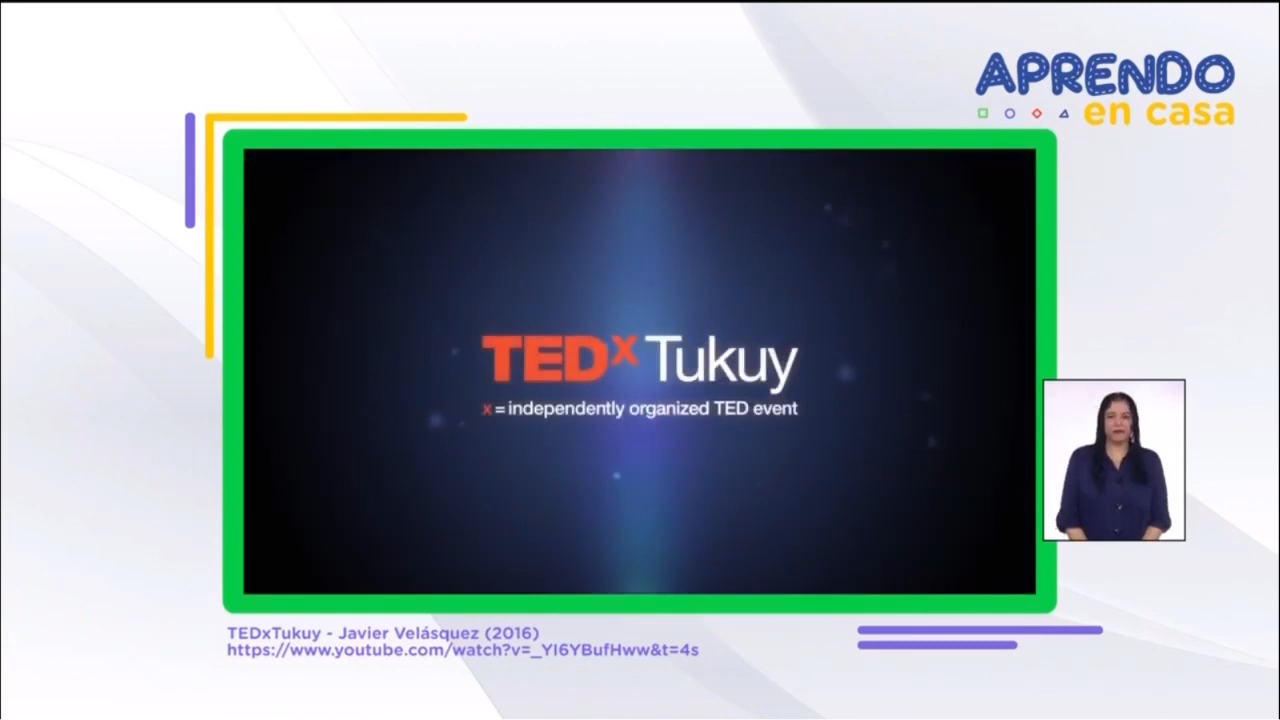 APRENDO
en casa
TEDx Tukuy
x = independently organized TED event
TEDxTukuy - Javier Velásquez (2016)
https://www.youtube.com/watch?v=_YI6YBufHww&t=4s